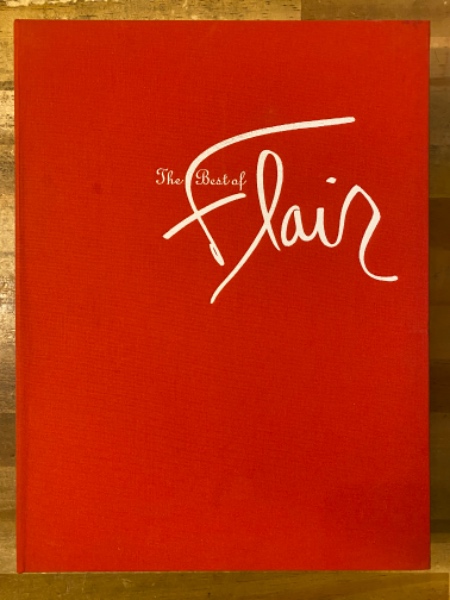 The Best of
Flair